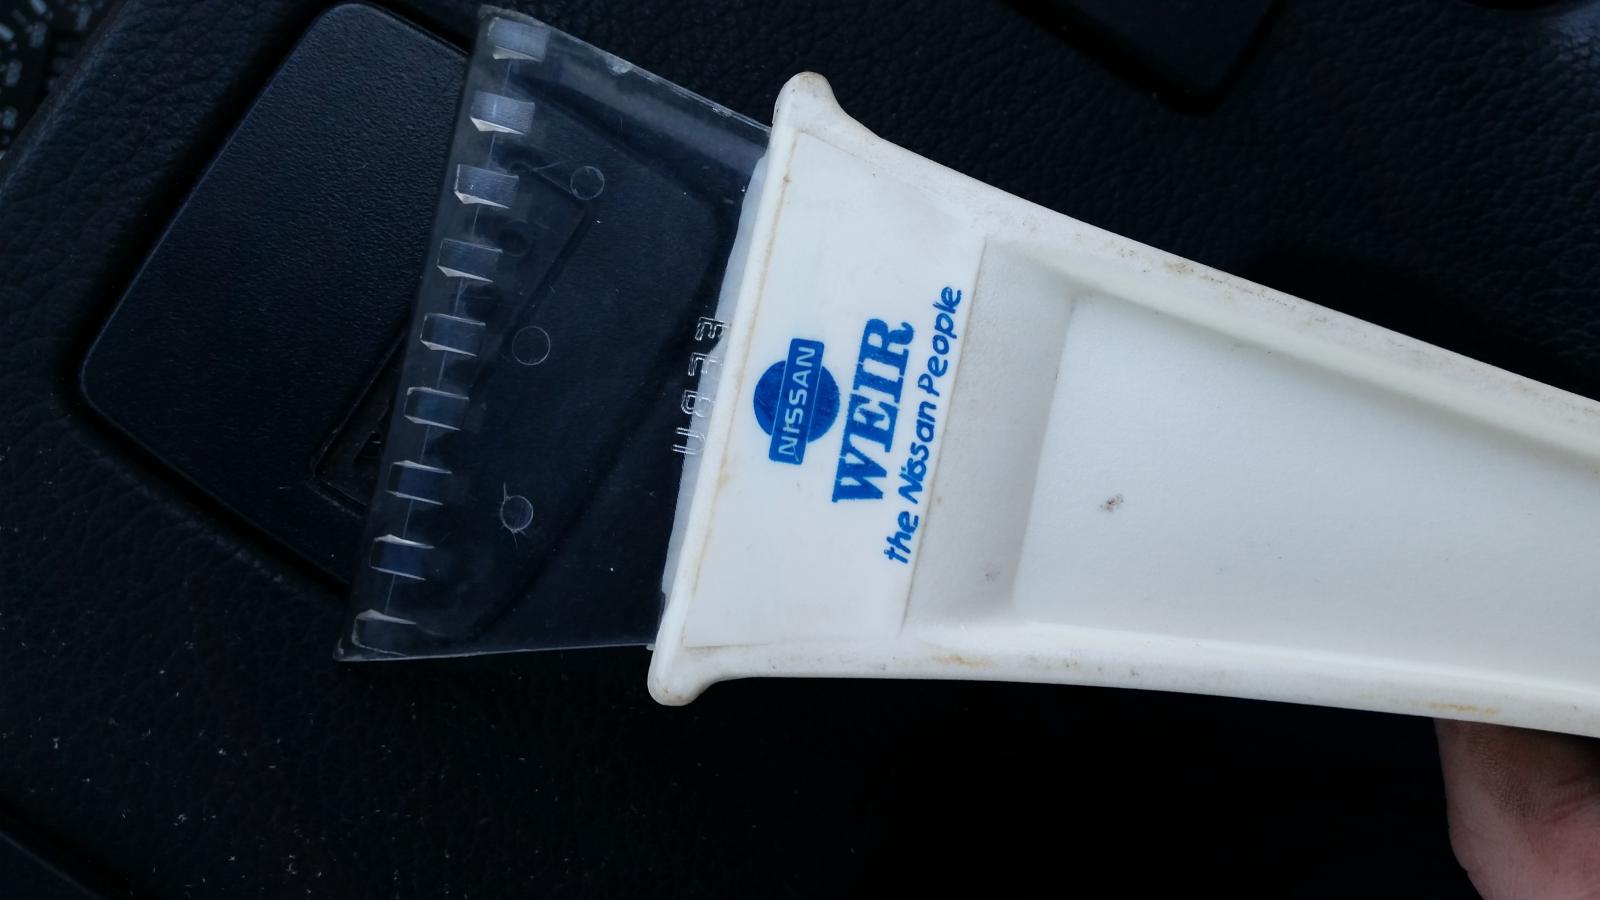 NISSAN
WEIR
the Nissan People